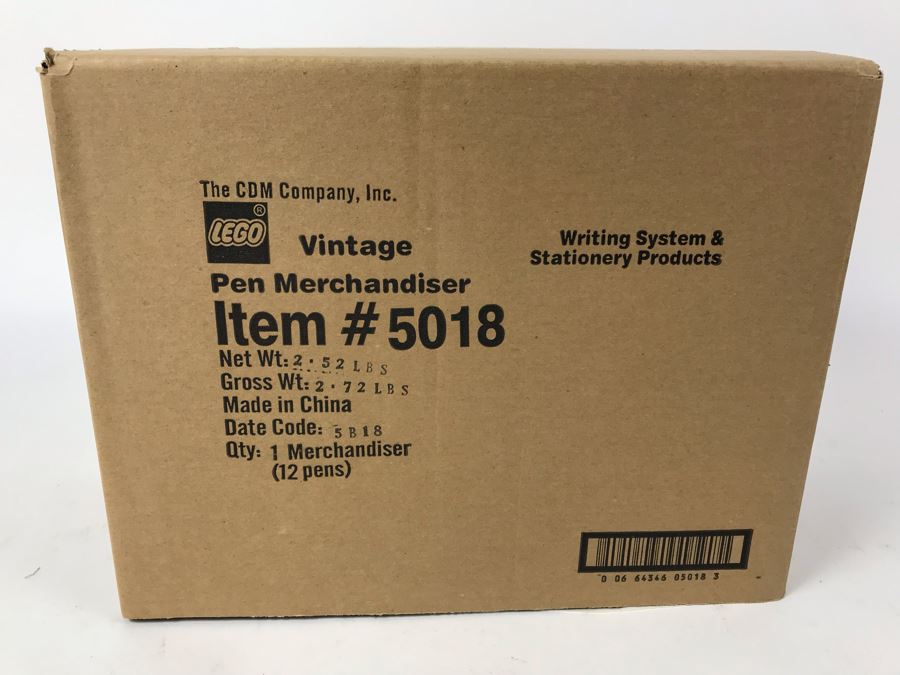 The CDM Company, Inc.
LEGO®
Vintage
Writing System &
Stationery Products
Pen Merchandiser
Item # 5018
Net Wt: 2.52 LBS
Gross Wt: 2.72 LBS
Made in China
Date Code: 5B18
Qty: 1 Merchandiser
(12 pens)
0 06 64346 05018 3